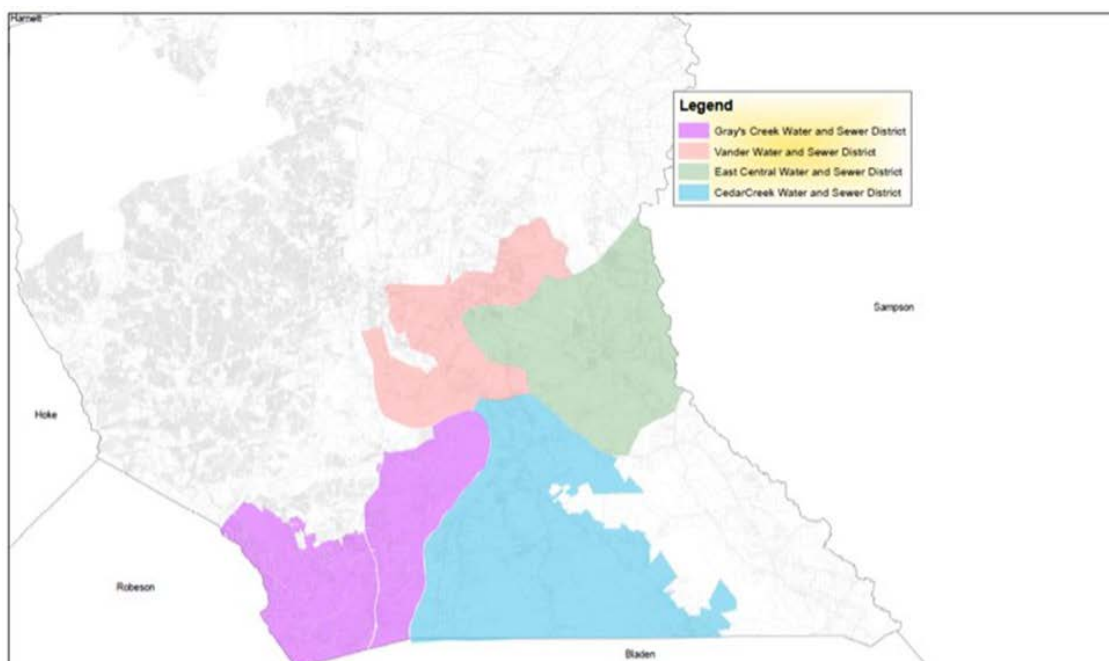 Harnett
Legend
Gray's Creek Water and Sewer District
Vander Water and Sewer District
East Central Water and Sewer District
CedarCreek Water and Sewer District
Sampson
Hoke
Robeson
Bladen